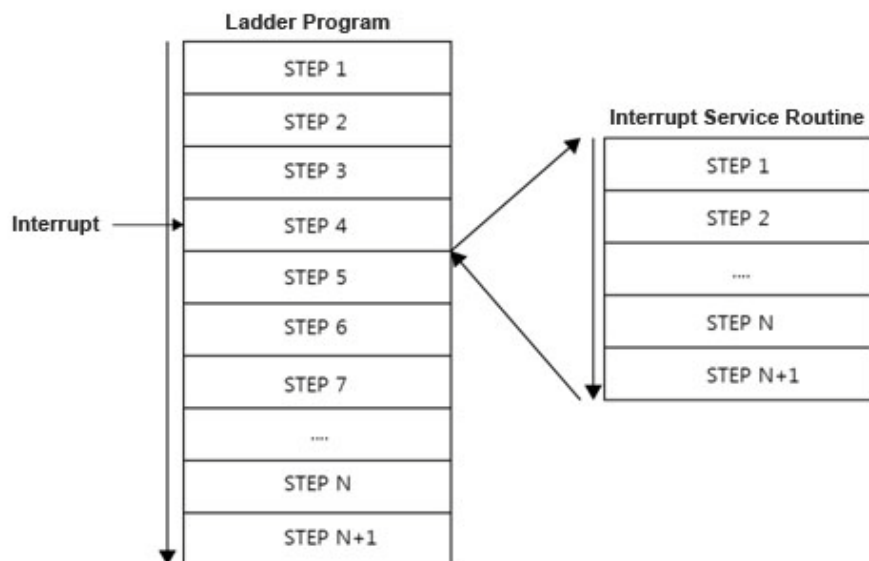 Ladder Program
STEP 1
STEP 2
STEP 3
Interrupt
STEP 4
STEP 5
STEP 6
STEP 7
....
STEP N
STEP N+1
Interrupt Service Routine
STEP 1
STEP 2
....
STEP N
STEP N+1